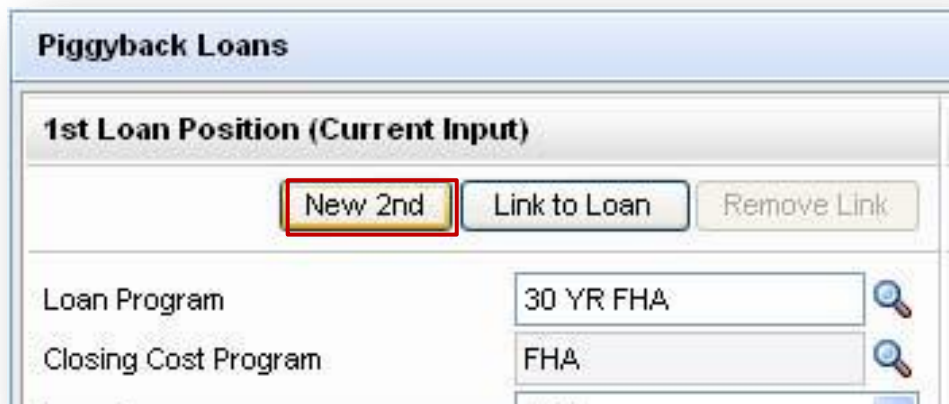 Piggyback Loans
1st Loan Position (Current Input)
New 2nd Link to Loan Remove Link
Loan Program 30 YR FHA
Closing Cost Program FHA